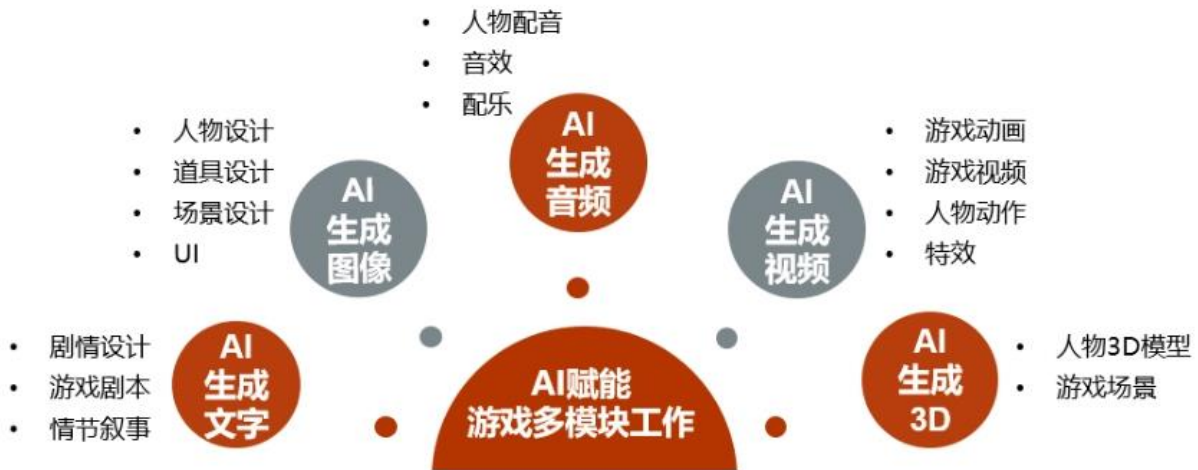 人物配音
音效
配乐
AI
生成
音频
人物设计
道具设计
场景设计
UI
AI
生成
图像
游戏动画
游戏视频
人物动作
特效
AI
生成
视频
剧情设计
游戏剧本
情节叙事
AI
生成
文字
AI赋能
游戏多模块工作
AI
生成
3D
人物3D模型
游戏场景